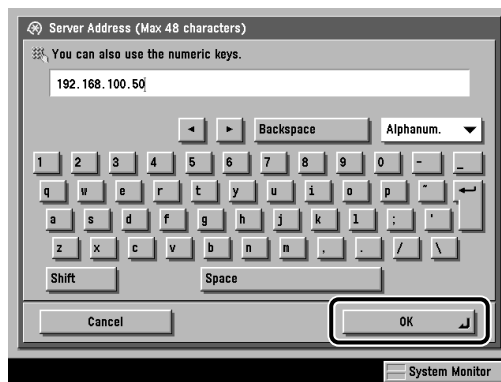 Server Address (Max 48 characters)
You can also use the numeric keys.
192.168.100.50
◄ ► Backspace Alphanum. ▼
1 2 3 4 5 6 7 8 9 0 - _
q w e r t y u i o p ~
a s d f g h j k l ; '
z x c v b n m , . / \
Shift Space
Cancel OK
System Monitor